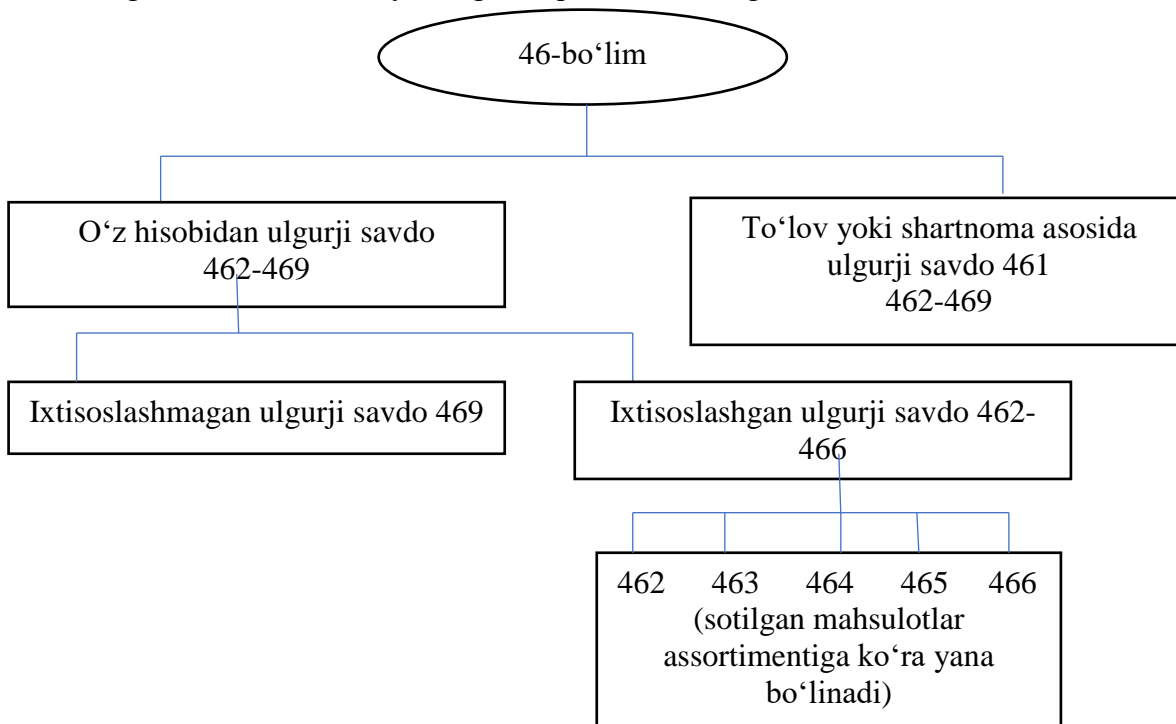 46-bo‘lim
O‘z hisobidan ulgurji savdo
462-469
To‘lov yoki shartnoma asosida
ulgurji savdo 461
462-469
Ixtisoslashmagan ulgurji savdo 469
Ixtisoslashgan ulgurji savdo 462-
466
462 463 464 465 466
(sotilgan mahsulotlar
assortimentiga ko‘ra yana
bo‘linadi)